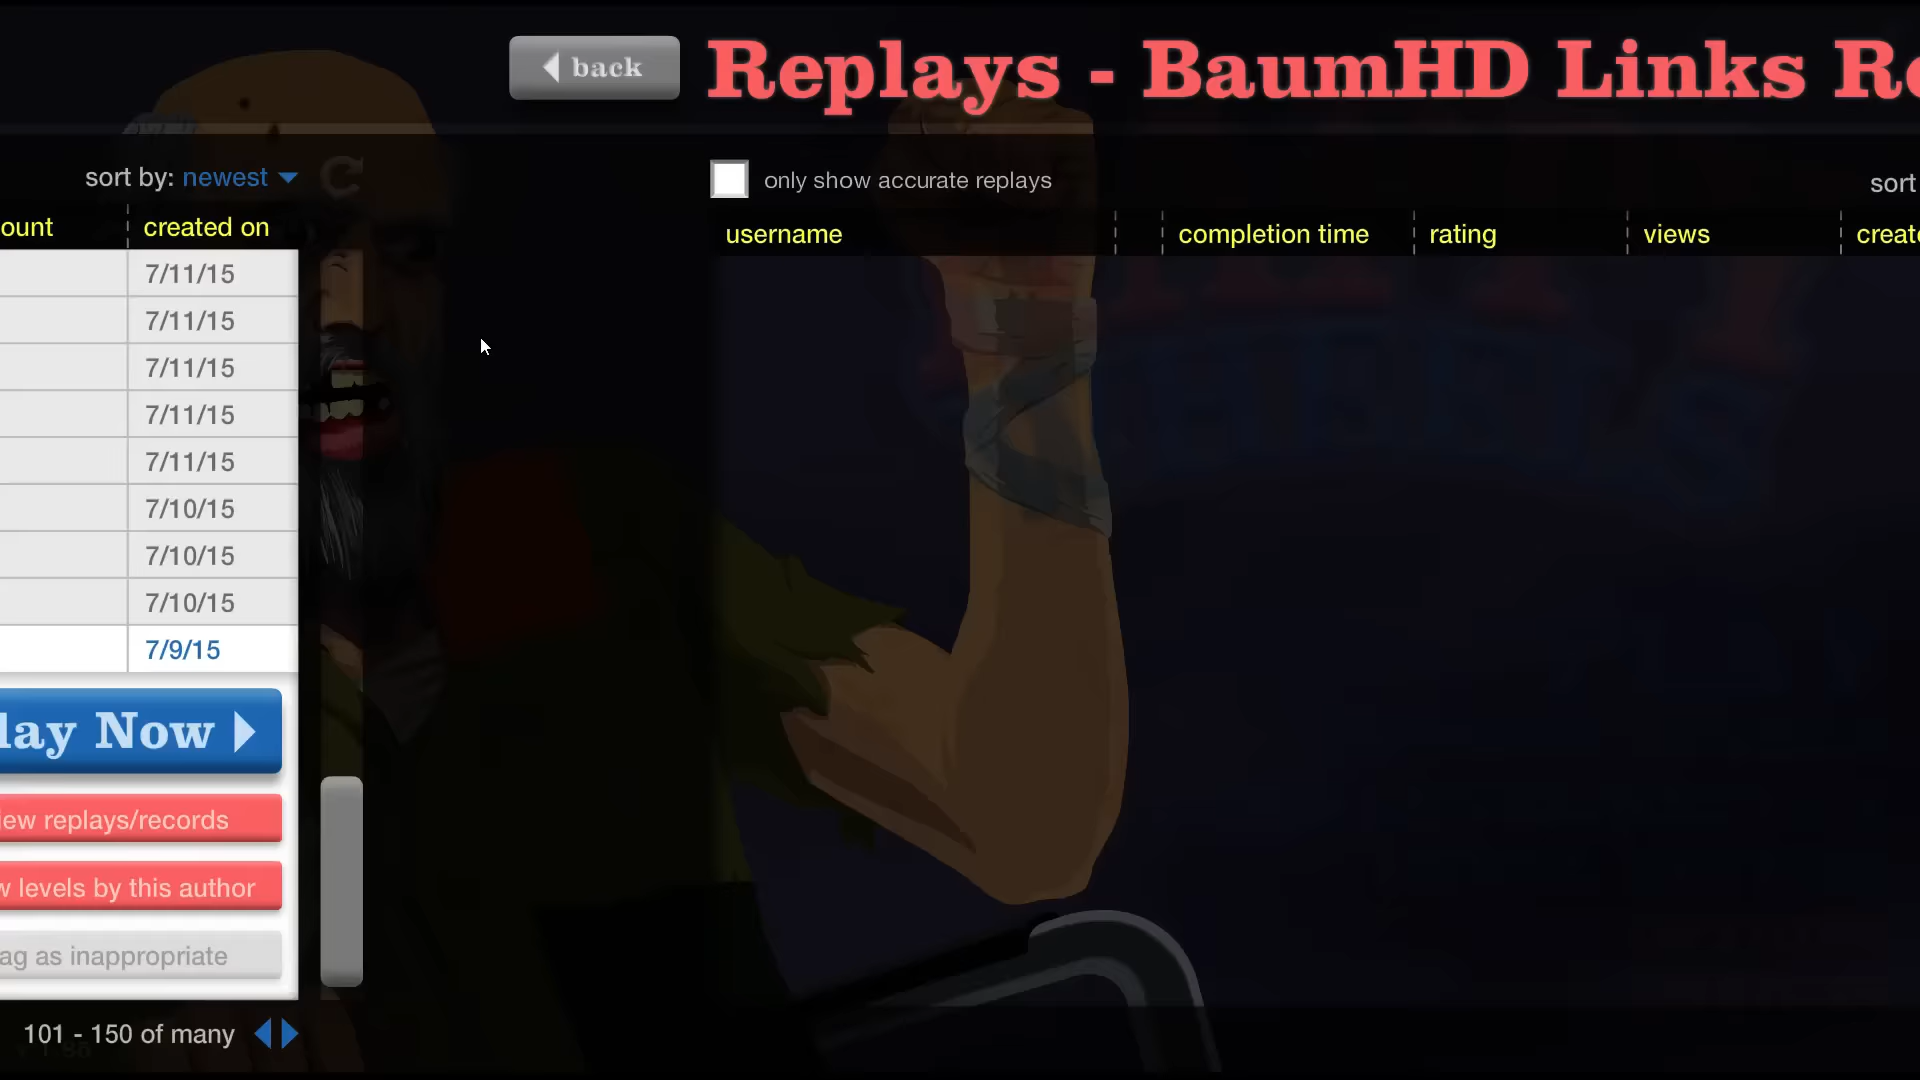 back
Replays - BaumHD Links Re
sort by: newest
only show accurate replays
sort
ount
created on
username
completion time
rating
views
create
7/11/15
7/11/15
7/11/15
7/11/15
7/11/15
7/10/15
7/10/15
7/10/15
7/9/15
lay Now
iew replays/records
w levels by this author
ag as inappropriate
101 - 150 of many